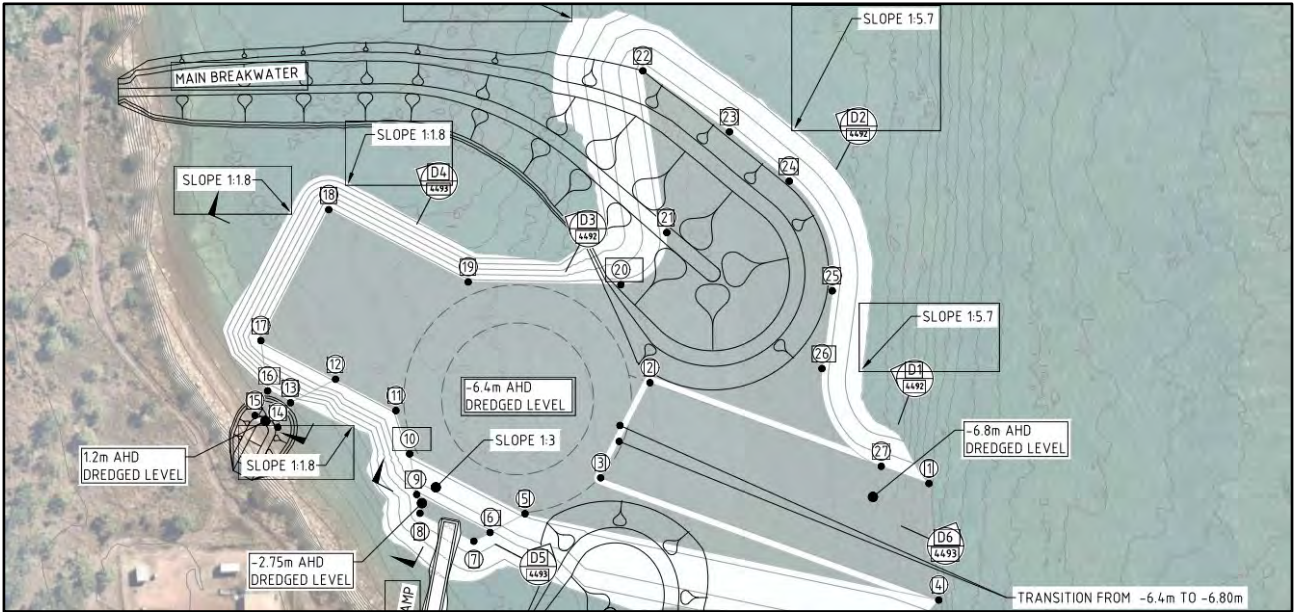 SLOPE 1:5.7
22
MAIN BREAKWATER
23
D2
4492
SLOPE 1:1.8
24
D4
4493
SLOPE 1:1.8
18
D3
4492
21
19
20
25
SLOPE 1:5.7
17
26
12
2
D1
4492
16
13
11
-6.4m AHD
DREDGED LEVEL
15
14
10
SLOPE 1:3
-6.8m AHD
DREDGED LEVEL
1.2m AHD
DREDGED LEVEL
SLOPE 1:1.8
27
1
3
9
5
8
6
D6
4493
7
-2.75m AHD
DREDGED LEVEL
D5
4493
AMP
4
TRANSITION FROM -6.4m TO -6.80m